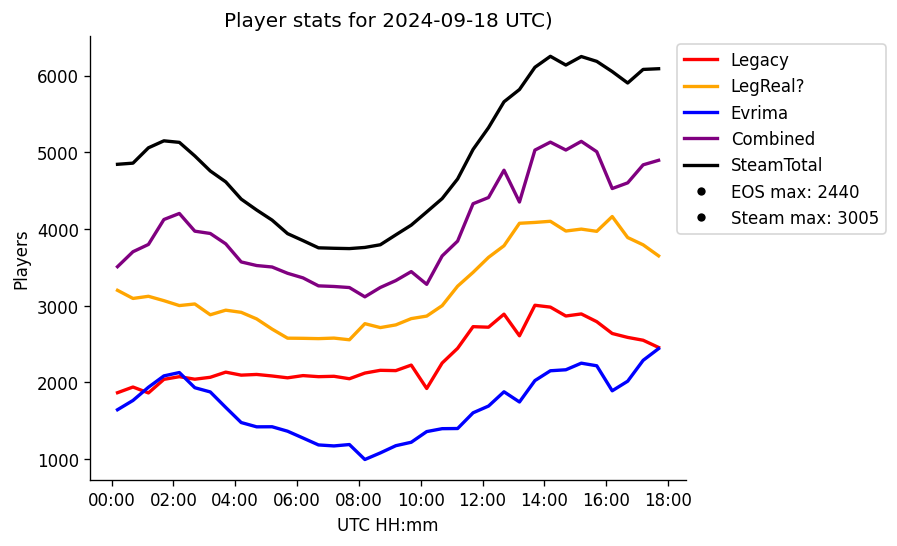 Player stats for 2024-09-18 UTC)
Legacy
LegReal?
Evrima
Combined
SteamTotal
EOS max: 2440
Steam max: 3005
Players
6000
5000
4000
3000
2000
1000
00:00 02:00 04:00 06:00 08:00 10:00 12:00 14:00 16:00 18:00
UTC HH:mm